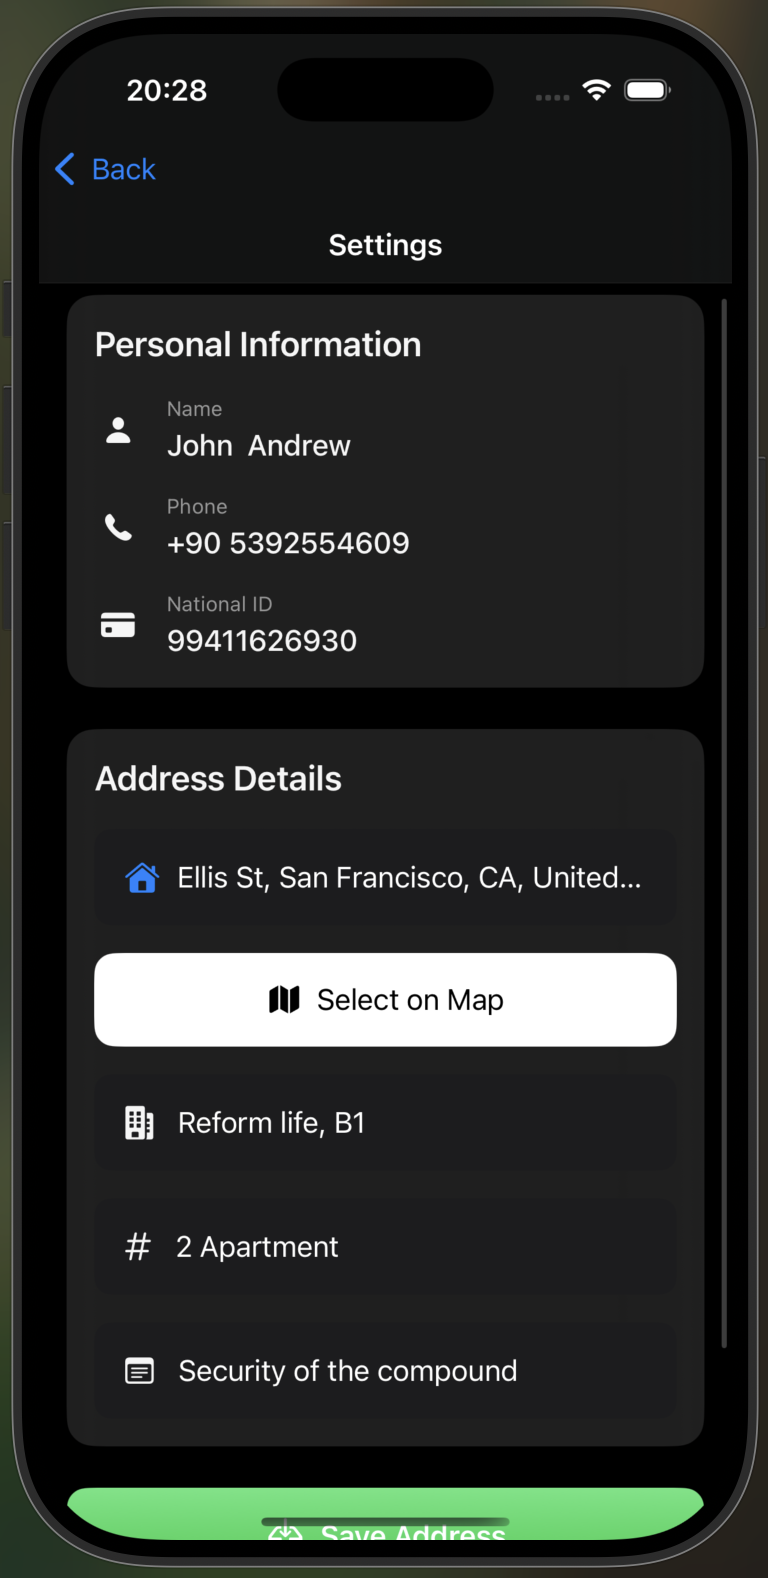 20:28
Back
Settings
Personal Information
Name
John  Andrew
Phone
+90 5392554609
National ID
99411626930
Address Details
Ellis St, San Francisco, CA, United...
Select on Map
Reform life, B1
# 2 Apartment
Security of the compound
Save Address